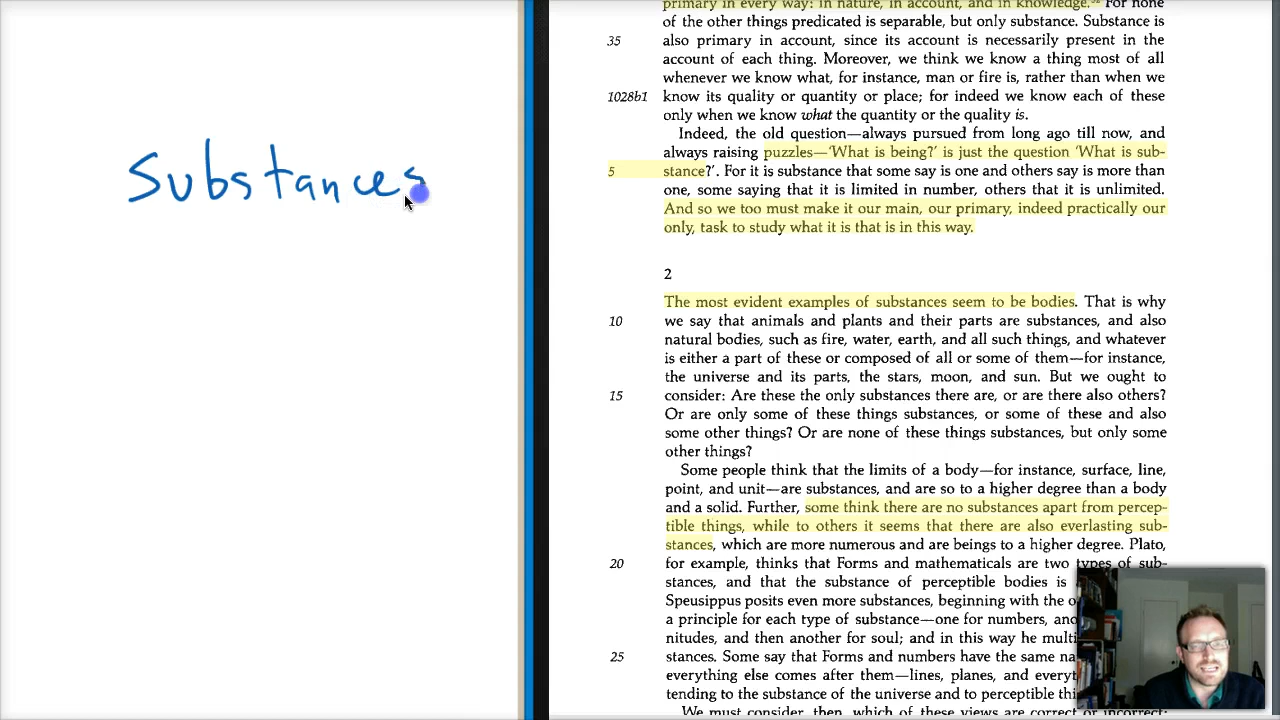 Substances
primary in every way: in nature, in account, and in knowledge. For none
of the other things predicated is separable, but only substance. Substance is
35 also primary in account, since its account is necessarily present in the
account of each thing. Moreover, we think we know a thing most of all
whenever we know what, for instance, man or fire is, rather than when we
1028b1 know its quality or quantity or place; for indeed we know each of these
only when we know what the quantity or the quality is.
Indeed, the old question—always pursued from long ago till now, and
always raising puzzles—‘What is being?’ is just the question ‘What is sub-
5 stance?’. For it is substance that some say is one and others say is more than
one, some saying that it is limited in number, others that it is unlimited.
And so we too must make it our main, our primary, indeed practically our
only, task to study what it is that is in this way.
2
The most evident examples of substances seem to be bodies. That is why
10 we say that animals and plants and their parts are substances, and also
natural bodies, such as fire, water, earth, and all such things, and whatever
is either a part of these or composed of all or some of them—for instance,
the universe and its parts, the stars, moon, and sun. But we ought to
15 consider: Are these the only substances there are, or are there also others?
Or are only some of these things substances, or some of these and also
some other things? Or are none of these things substances, but only some
other things?
Some people think that the limits of a body—for instance, surface, line,
point, and unit—are substances, and are so to a higher degree than a body
and a solid. Further, some think there are no substances apart from percep-
tible things, while to others it seems that there are also everlasting sub-
stances, which are more numerous and are beings to a higher degree. Plato,
20 for example, thinks that Forms and mathematicals are two types of sub-
stances, and that the substance of perceptible bodies is
Speusippus posits even more substances, beginning with the
a principle for each type of substance—one for numbers,
nitudes, and then another for soul; and in this way he
25 stances. Some say that Forms and numbers have the same
everything else comes after them—lines, planes, and
tending to the substance of the universe and to perceptible
We must consider, then, which of these views are correct or incorrect;